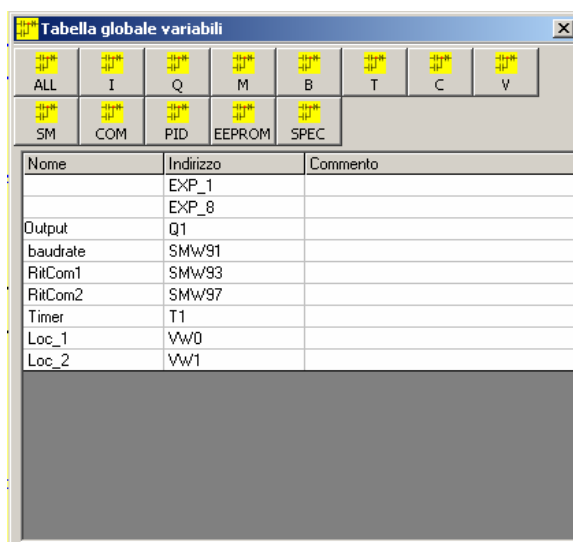 Tabella globale variabili
ALL I Q M B T C V
SM COM PID EEPROM SPEC
Nome Indirizzo Commento
EXP_1
EXP_8
Output Q1
baudrate SMW91
RitCom1 SMW93
RitCom2 SMW97
Timer T1
Loc_1 VW0
Loc_2 VW1